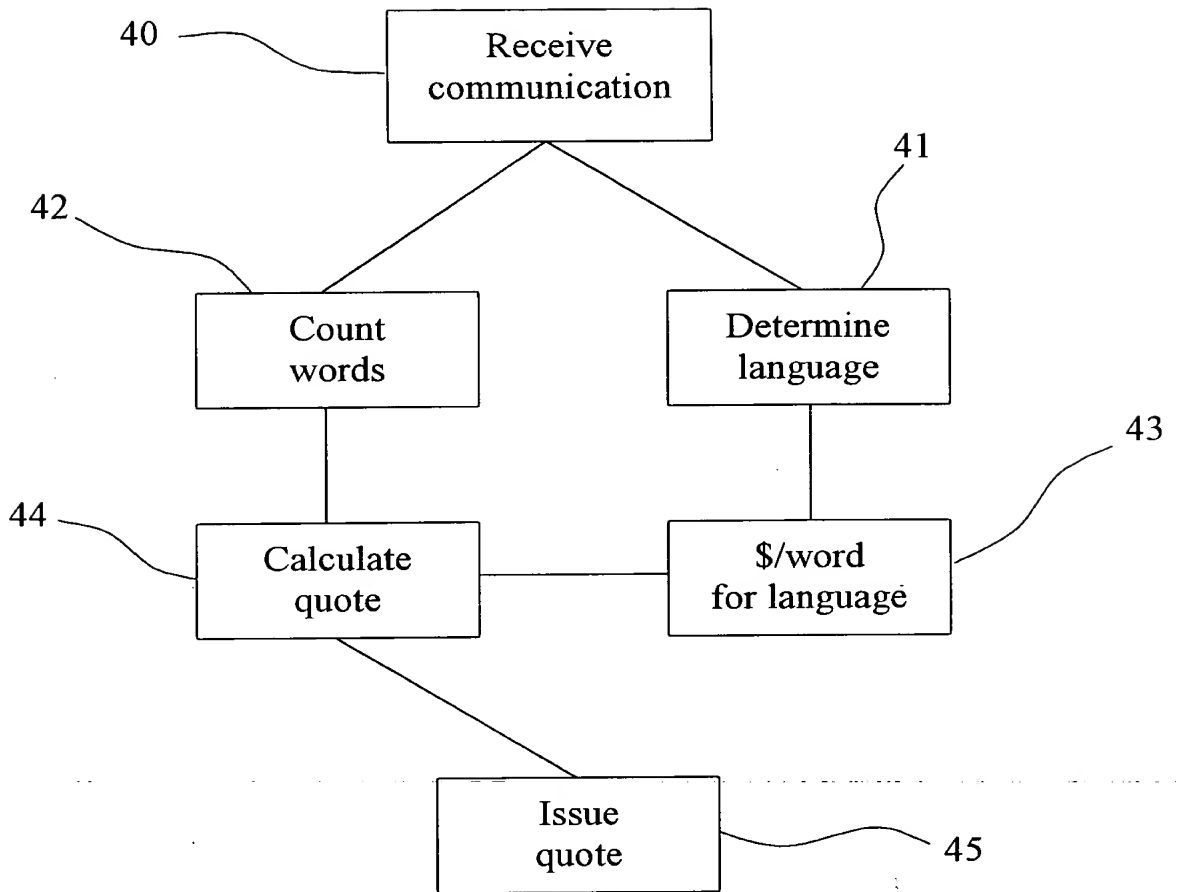 40
Receive
communication
41
42
Count
words
Determine
language
43
44
Calculate
quote
$/word
for language
Issue
quote
45